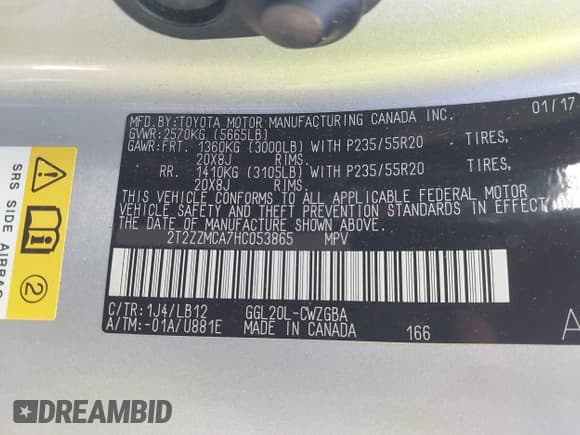 MFD.BY:TOYOTA MOTOR MANUFACTURING CANADA INC. 01/17
GVWR:2570KG (5665LB)
GAWR:FRT. 1360KG (3000LB) WITH P235/55R20 TIRES,
20X8J RIMS.
RR. 1410KG (3105LB) WITH P235/55R20 TIRES,
20X8J RIMS.
THIS VEHICLE CONFORMS TO ALL APPLICABLE FEDERAL MOTOR
VEHICLE SAFETY AND THEFT PREVENTION STANDARDS IN EFFECT
THE DATE OF MANUFACTURE SHOWN ABOVE.
2T2ZZMCA7HC053865 MPV
C/TR:1J4/LB12 GGL20L-CWZGBA
A/TM:-01A/U881E MADE IN CANADA 166
A
SRS SIDE AIRBAG
2
DREAMBID